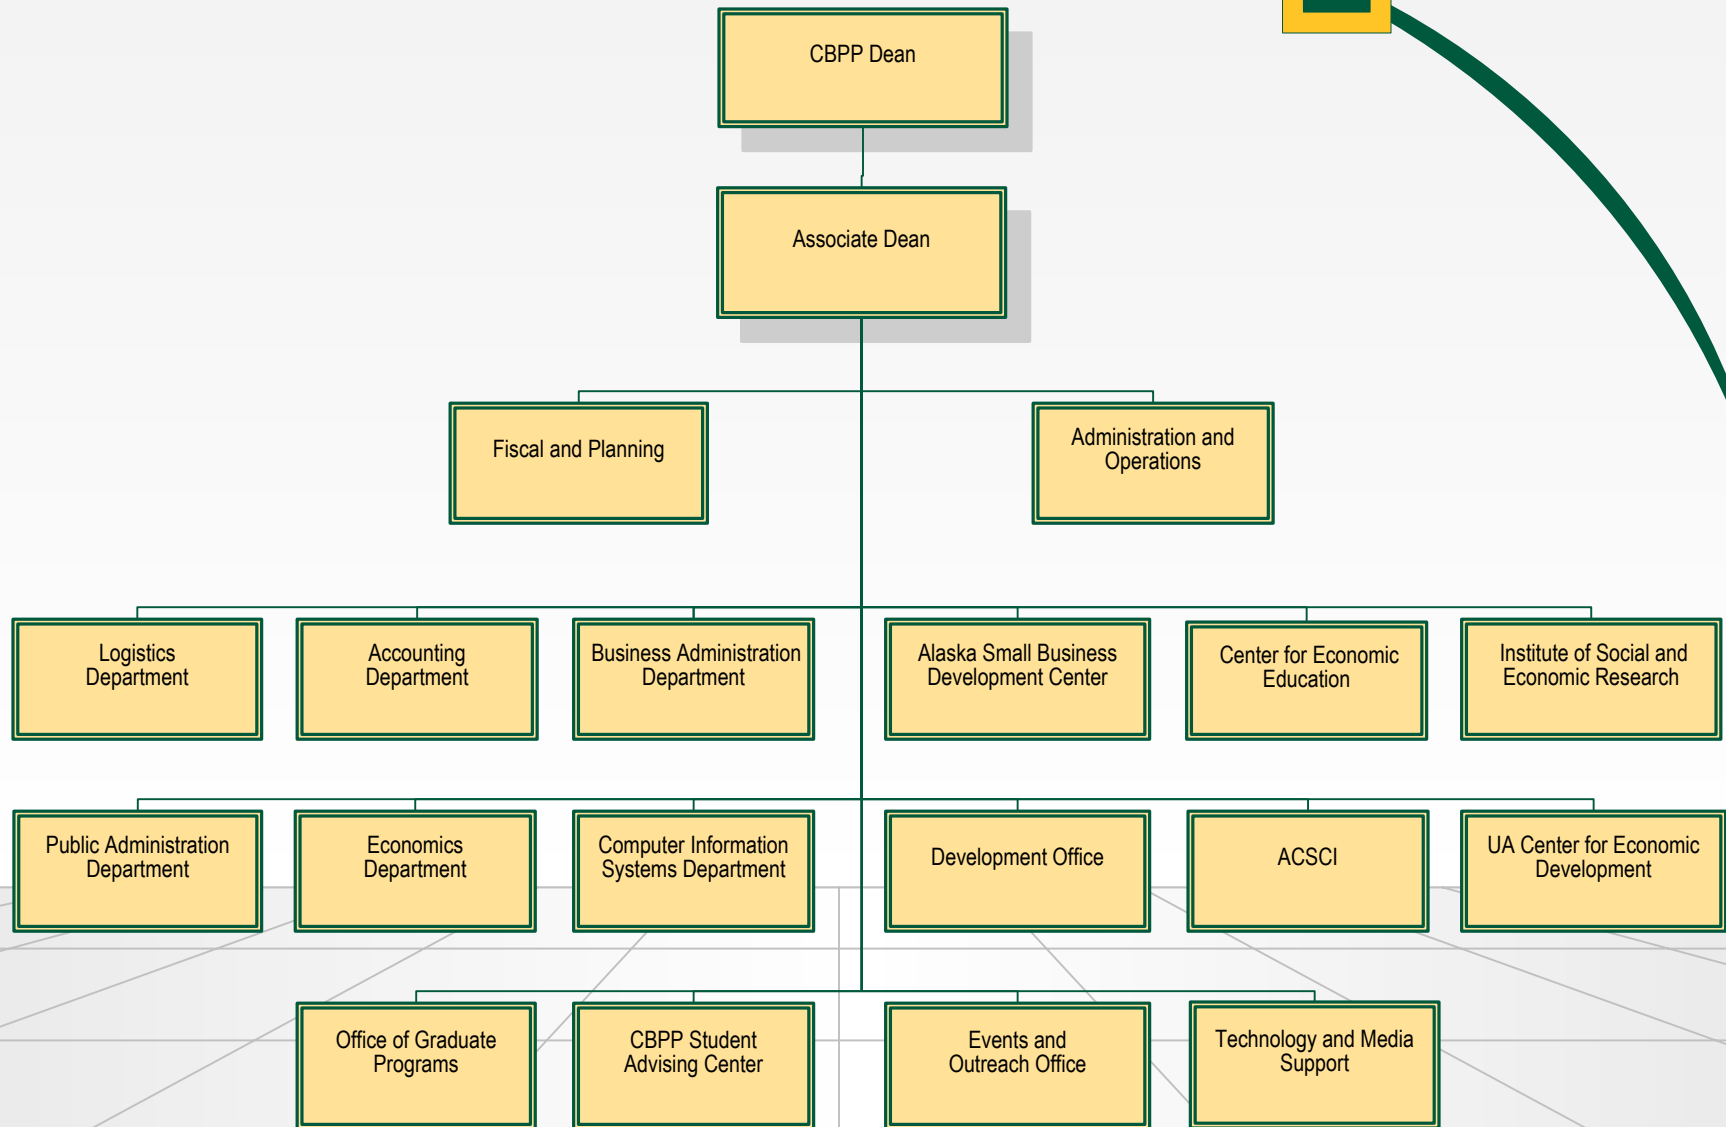 CBPP Dean
Associate Dean
Fiscal and Planning
Administration and
Operations
Logistics
Department
Accounting
Department
Business Administration
Department
Alaska Small Business
Development Center
Center for Economic
Education
Institute of Social and
Economic Research
Public Administration
Department
Economics
Department
Computer Information
Systems Department
Development Office
ACSCI
UA Center for Economic
Development
Office of Graduate
Programs
CBPP Student
Advising Center
Events and
Outreach Office
Technology and Media
Support